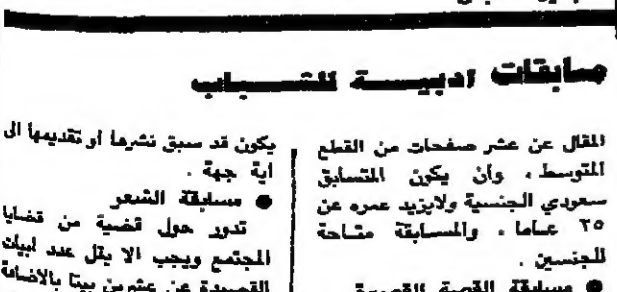 مسابقات ادبية للشباب
المقال عن عشر صفحات من القطع
المتوسط ، وأن يكون المتسابق
سعودي الجنسية ولايزيد عمره عن
٢٥ عاما ، والمسابقة متاحة
للجنسين .
● مسابقة القصة القصيرة
يكون قد سبق نشرها او تقديمها الى
اية جهة .
● مسابقة الشعر
تدور حول قضية من قضايا
المجتمع ويجب الا يقل عدد ابيات
القصيدة عن عشرين بيتا بالاضافة